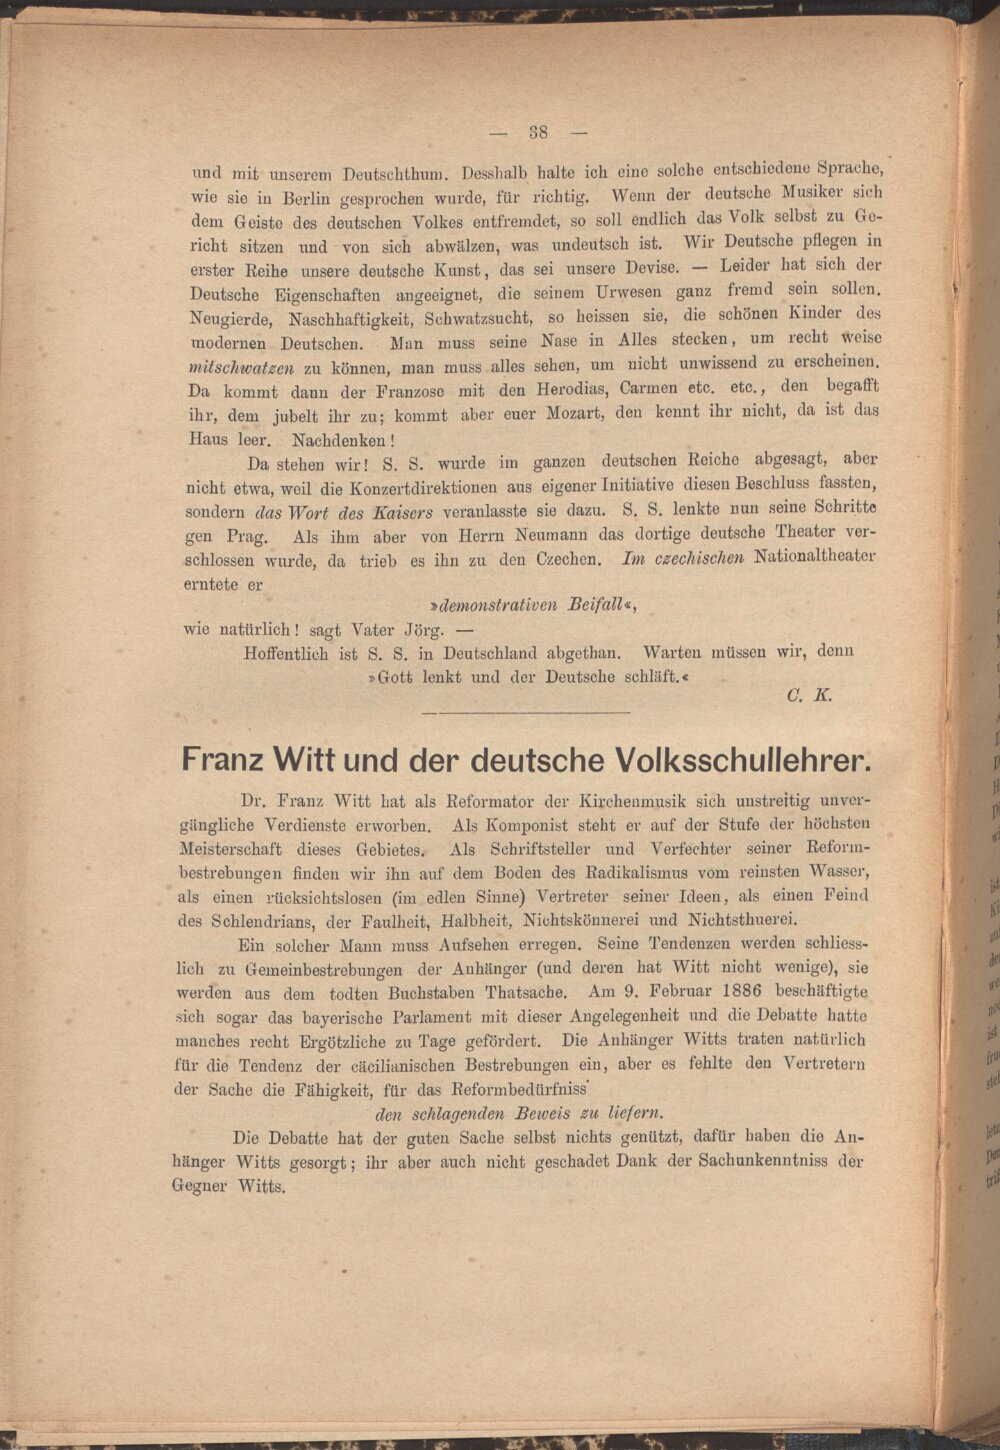 — 38 —
und mit unserem Deutschthum. Desshalb halte ich eine solche entschiedene Sprache,
wie sie in Berlin gesprochen wurde, für richtig. Wenn der deutsche Musiker sich
dem Geiste des deutschen Volkes entfremdet, so soll endlich das Volk selbst zu Ge-
richt sitzen und von sich abwälzen, was undeutsch ist. Wir Deutsche pflegen in
erster Reihe unsere deutsche Kunst, das sei unsere Devise. — Leider hat sich der
Deutsche Eigenschaften angeeignet, die seinem Urwesen ganz fremd sein sollen.
Neugierde, Naschhaftigkeit, Schwatzsucht, so heissen sie, die schönen Kinder des
modernen Deutschen. Man muss seine Nase in Alles stecken, um recht weise
mitschwatzen zu können, man muss alles sehen, um nicht unwissend zu erscheinen.
Da kommt dann der Franzose mit den Herodias, Carmen etc. etc., den begafft
ihr, dem jubelt ihr zu; kommt aber euer Mozart, den kennt ihr nicht, da ist das
Haus leer. Nachdenken!
Da stehen wir! S. S. wurde im ganzen deutschen Reiche abgesagt, aber
nicht etwa, weil die Konzertdirektionen aus eigener Initiative diesen Beschluss fassten,
sondern das Wort des Kaisers veranlasste sie dazu. S. S. lenkte nun seine Schritte
gen Prag. Als ihm aber von Herrn Neumann das dortige deutsche Theater ver-
schlossen wurde, da trieb es ihn zu den Czechen. Im czechischen Nationaltheater
erntete er
»demonstrativen Beifall«,
wie natürlich! sagt Vater Jörg. —
Hoffentlich ist S. S. in Deutschland abgethan. Warten müssen wir, denn
»Gott lenkt und der Deutsche schläft.«
C. K.
Franz Witt und der deutsche Volksschullehrer.
Dr. Franz Witt hat als Reformator der Kirchenmusik sich unstreitig unver-
gängliche Verdienste erworben. Als Komponist steht er auf der Stufe der höchsten
Meisterschaft dieses Gebietes. Als Schriftsteller und Verfechter seiner Reform-
bestrebungen finden wir ihn auf dem Boden des Radikalismus vom reinsten Wasser,
als einen rücksichtslosen (im edlen Sinne) Vertreter seiner Ideen, als einen Feind
des Schlendrians, der Faulheit, Halbheit, Nichtskönnerei und Nichtsthuerei.
Ein solcher Mann muss Aufsehen erregen. Seine Tendenzen werden schliess-
lich zu Gemeinbestrebungen der Anhänger (und deren hat Witt nicht wenige), sie
werden aus dem todten Buchstaben Thatsache. Am 9. Februar 1886 beschäftigte
sich sogar das bayerische Parlament mit dieser Angelegenheit und die Debatte hatte
manches recht Ergötzliche zu Tage gefördert. Die Anhänger Witts traten natürlich
für die Tendenz der cäcilianischen Bestrebungen ein, aber es fehlte den Vertretern
der Sache die Fähigkeit, für das Reformbedürfniss
den schlagenden Beweis zu liefern.
Die Debatte hat der guten Sache selbst nichts genützt, dafür haben die An-
hänger Witts gesorgt; ihr aber auch nicht geschadet Dank der Sachunkenntniss der
Gegner Witts.